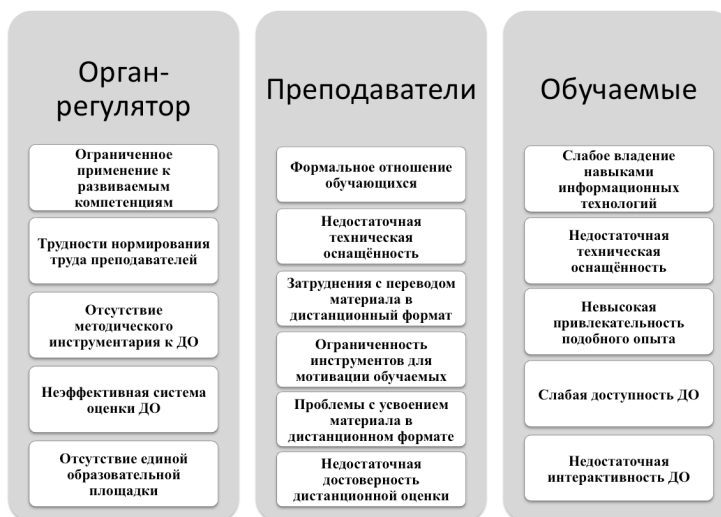 Орган-
регулятор
Ограниченное
применение к
развиваемым
компетенциям
Трудности нормирования
труда преподавателей
Отсутствие
методического
инструментария к ДО
Неэффективная система
оценки ДО
Отсутствие единой
образовательной
площадки
Преподаватели
Формальное отношение
обучающихся
Недостаточная
техническая
оснащённость
Затруднения с переводом
материала в
дистанционный формат
Ограниченность
инструментов для
мотивации обучаемых
Проблемы с усвоением
материала в
дистанционном формате
Недостаточная
достоверность
дистанционной оценки
Обучаемые
Слабое владение
навыками
информационных
технологий
Недостаточная
техническая
оснащённость
Невысокая
привлекательность
подобного опыта
Слабая доступность ДО
Недостаточная
интерактивность ДО